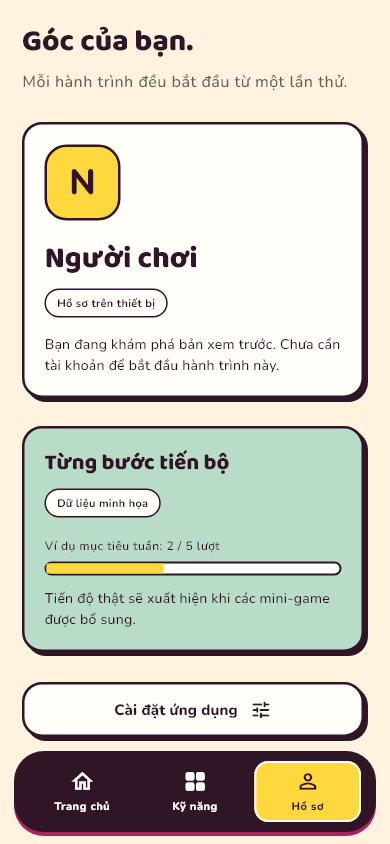 Góc của bạn.
Mỗi hành trình đều bắt đầu từ một lần thử.
N
Người chơi
Hồ sơ trên thiết bị
Bạn đang khám phá bản xem trước. Chưa cần
tài khoản để bắt đầu hành trình này.
Từng bước tiến bộ
Dữ liệu minh họa
Ví dụ mục tiêu tuần: 2 / 5 lượt
Tiến độ thật sẽ xuất hiện khi các mini-game
được bổ sung.
Cài đặt ứng dụng
Trang chủ
Kỹ năng
Hồ sơ